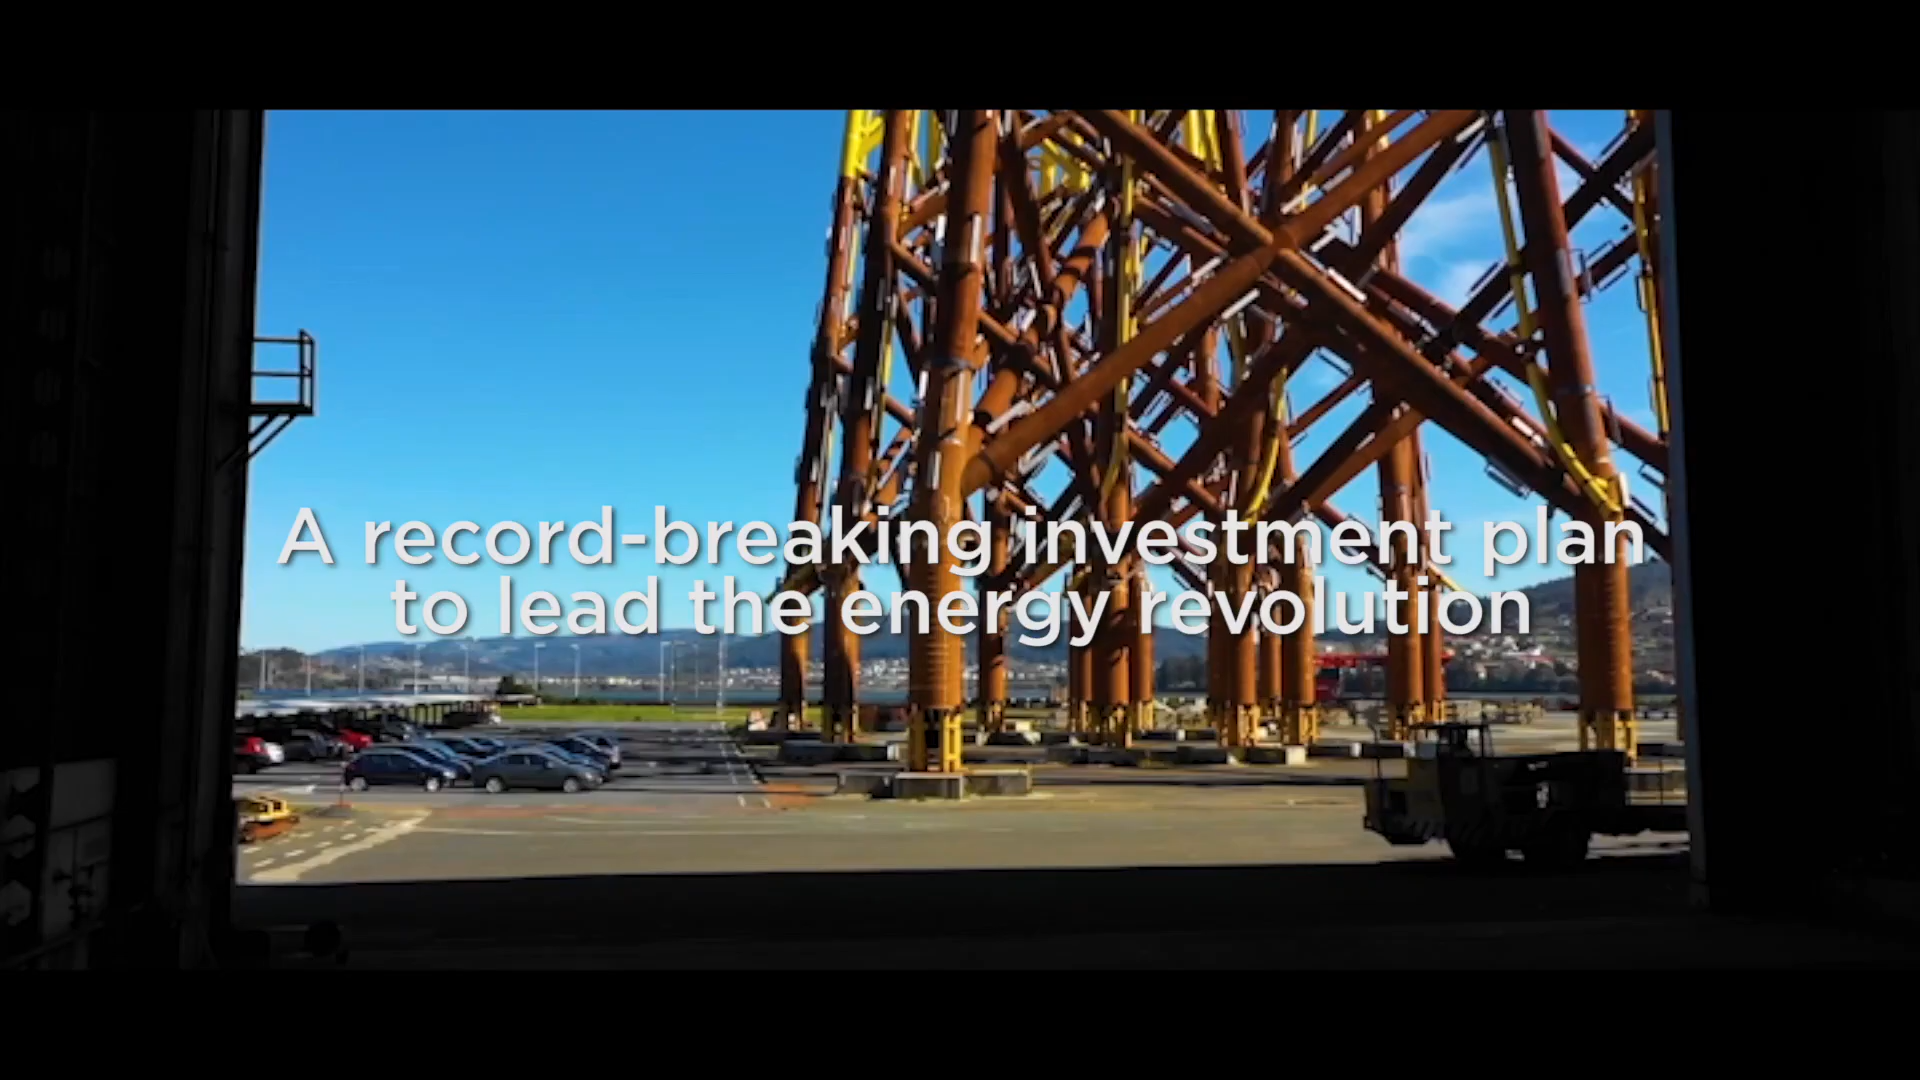 A record-breaking investment plan
to lead the energy revolution